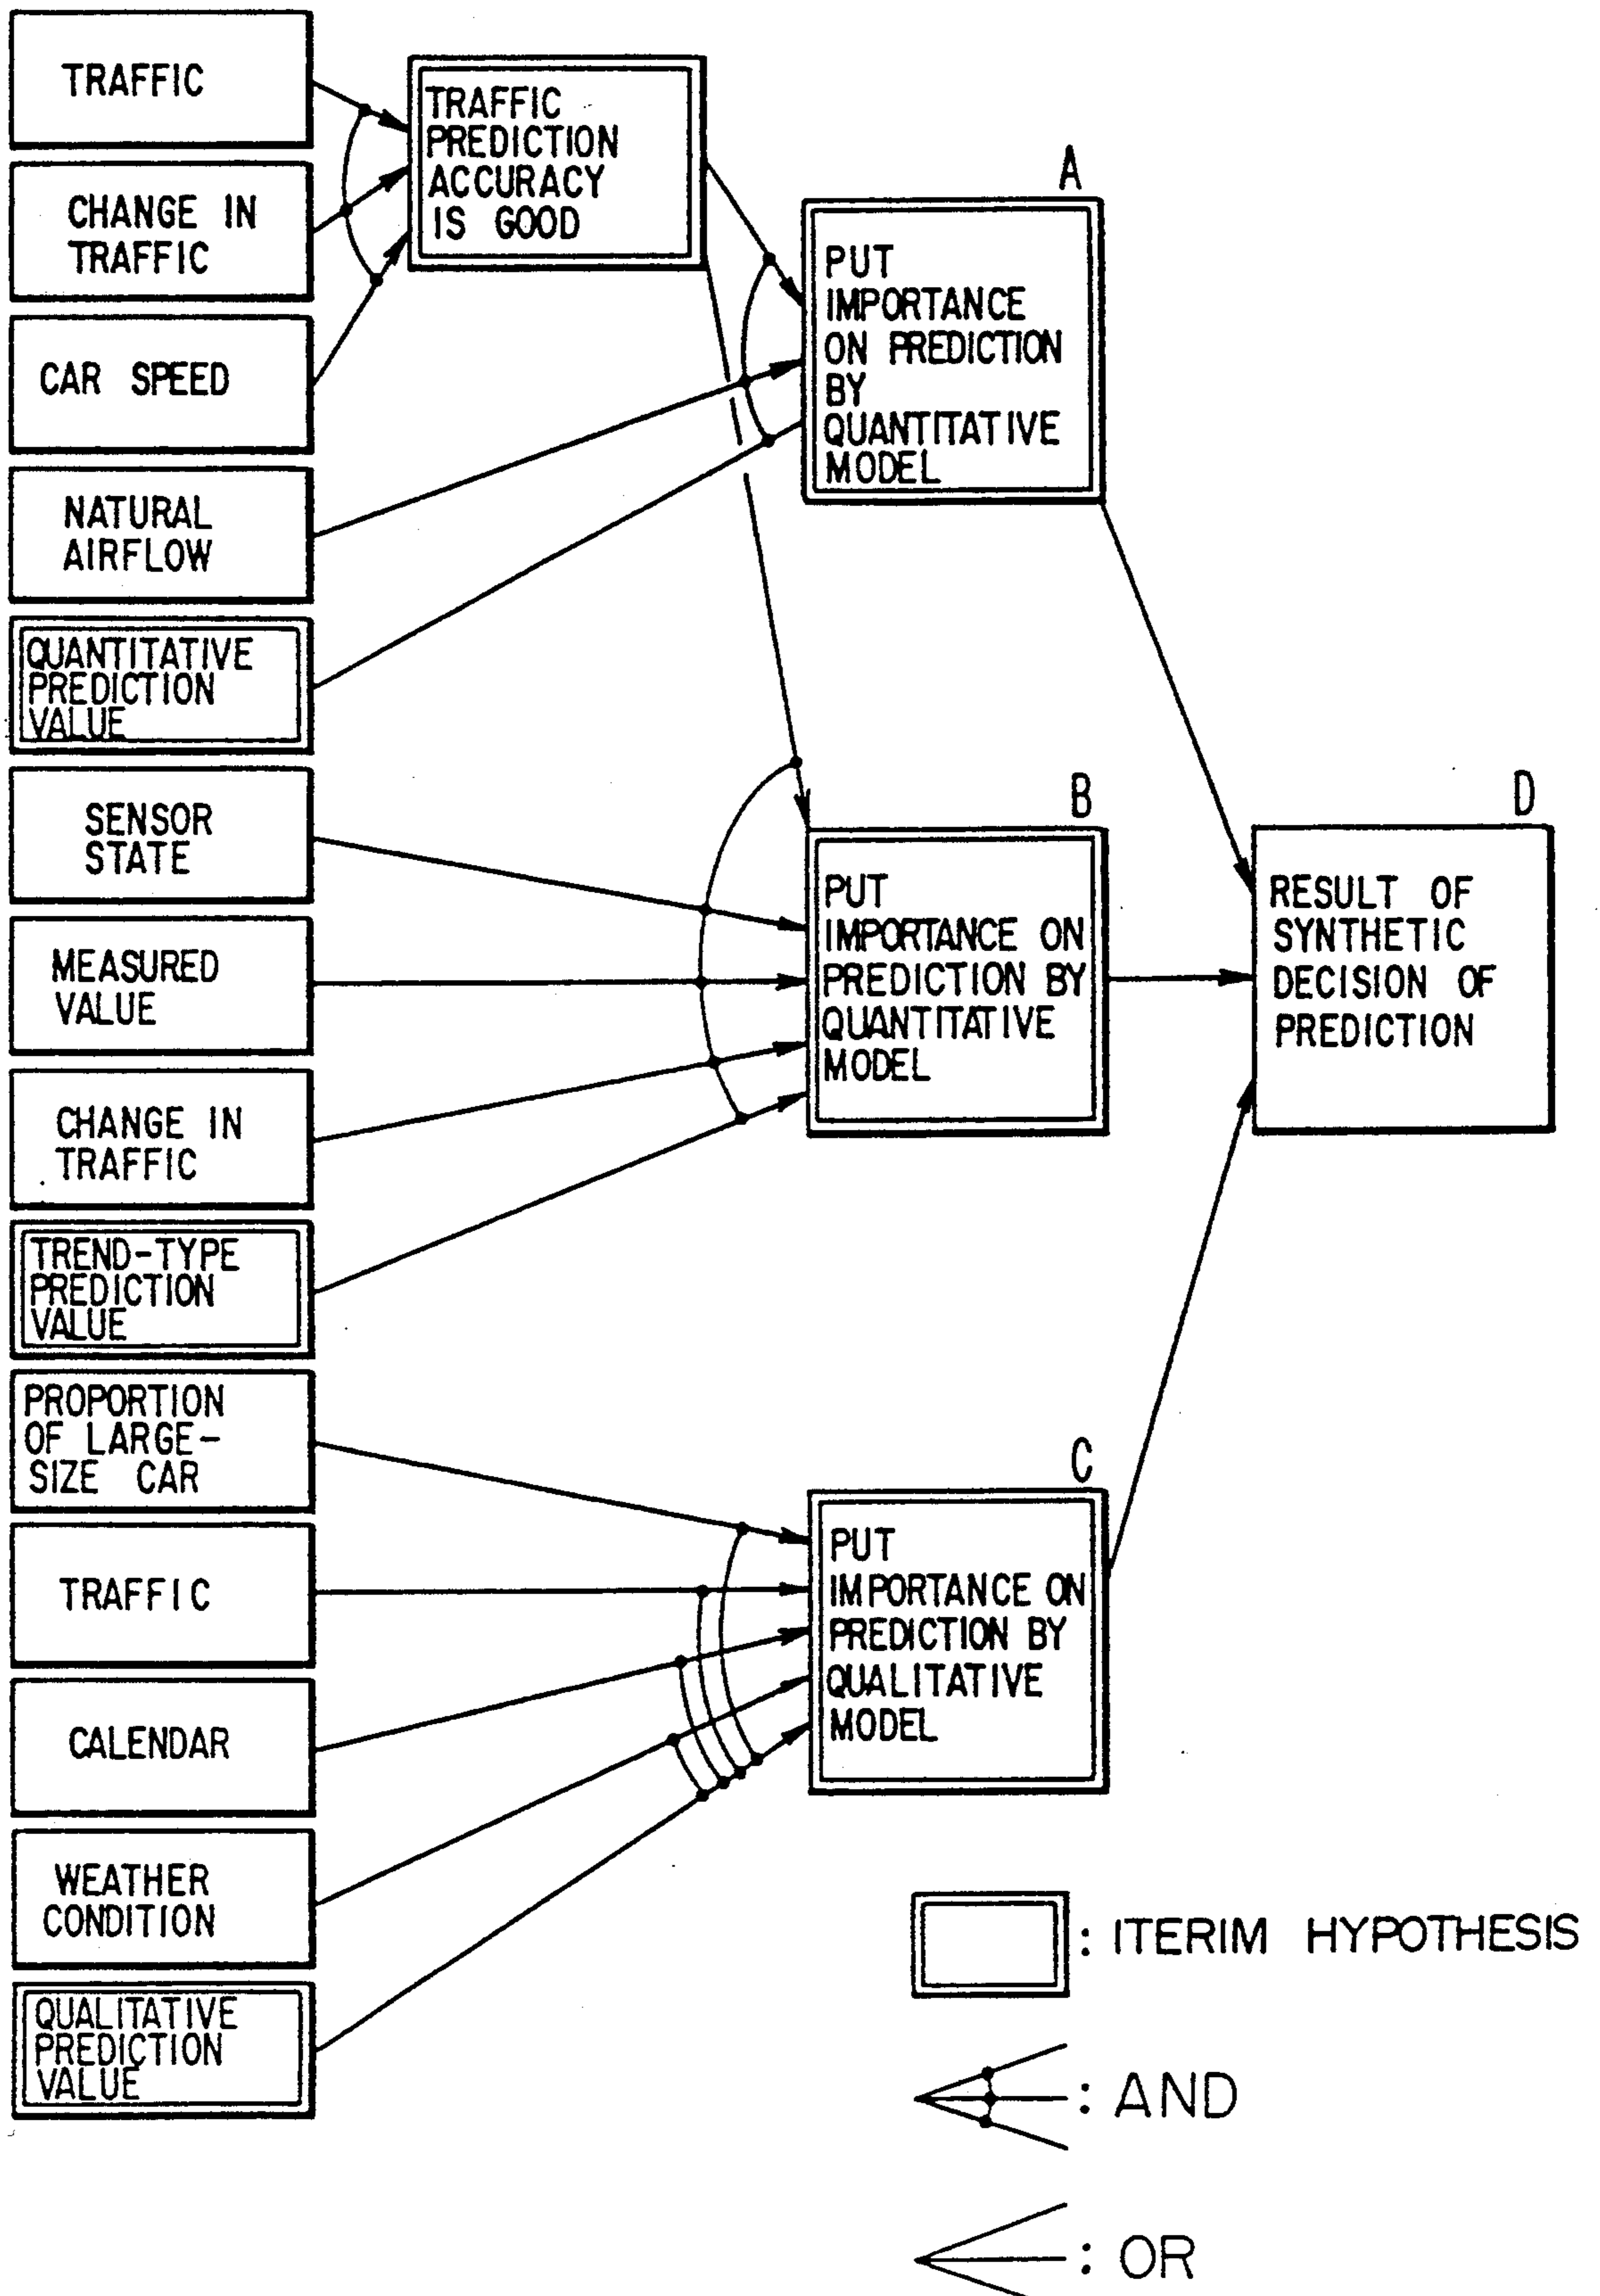 TRAFFIC
CHANGE IN
TRAFFIC
CAR SPEED
NATURAL
AIRFLOW
QUANTITATIVE
PREDICTION
VALUE
SENSOR
STATE
MEASURED
VALUE
CHANGE IN
TRAFFIC
TREND-TYPE
PREDICTION
VALUE
PROPORTION
OF LARGE-
SIZE CAR
TRAFFIC
CALENDAR
WEATHER
CONDITION
QUALITATIVE
PREDICTION
VALUE
TRAFFIC
PREDICTION
ACCURACY
IS GOOD
A
PUT
IMPORTANCE
ON PREDICTION
BY
QUANTITATIVE
MODEL
B
PUT
IMPORTANCE ON
PREDICTION BY
QUANTITATIVE
MODEL
C
PUT
IMPORTANCE ON
PREDICTION BY
QUALITATIVE
MODEL
D
RESULT OF
SYNTHETIC
DECISION OF
PREDICTION
: ITERIM HYPOTHESIS
: AND
: OR